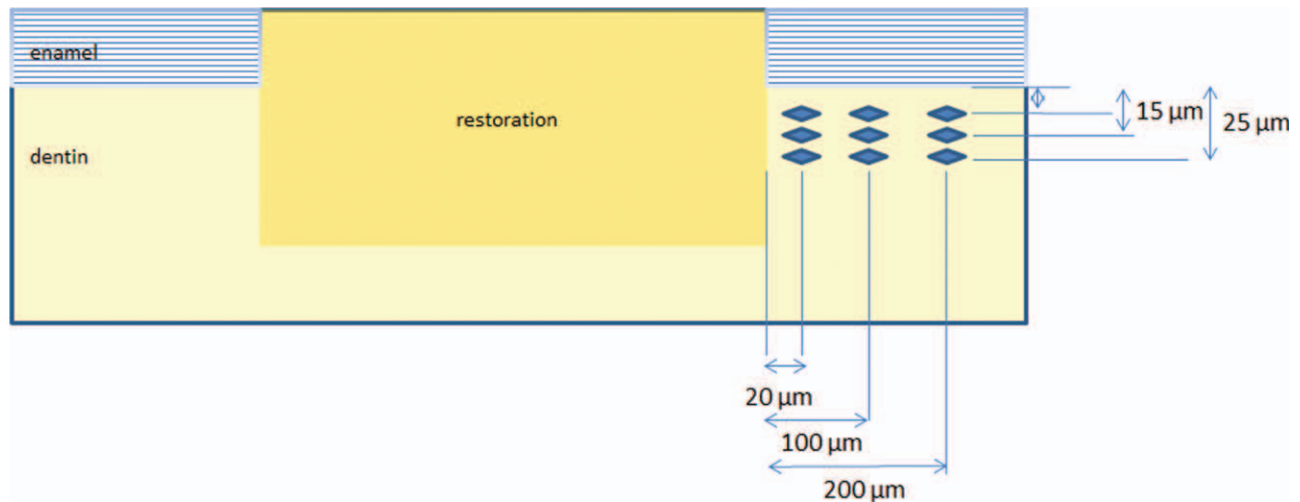 enamel
restoration
dentin
15 µm
25 µm
20 µm
100 µm
200 µm